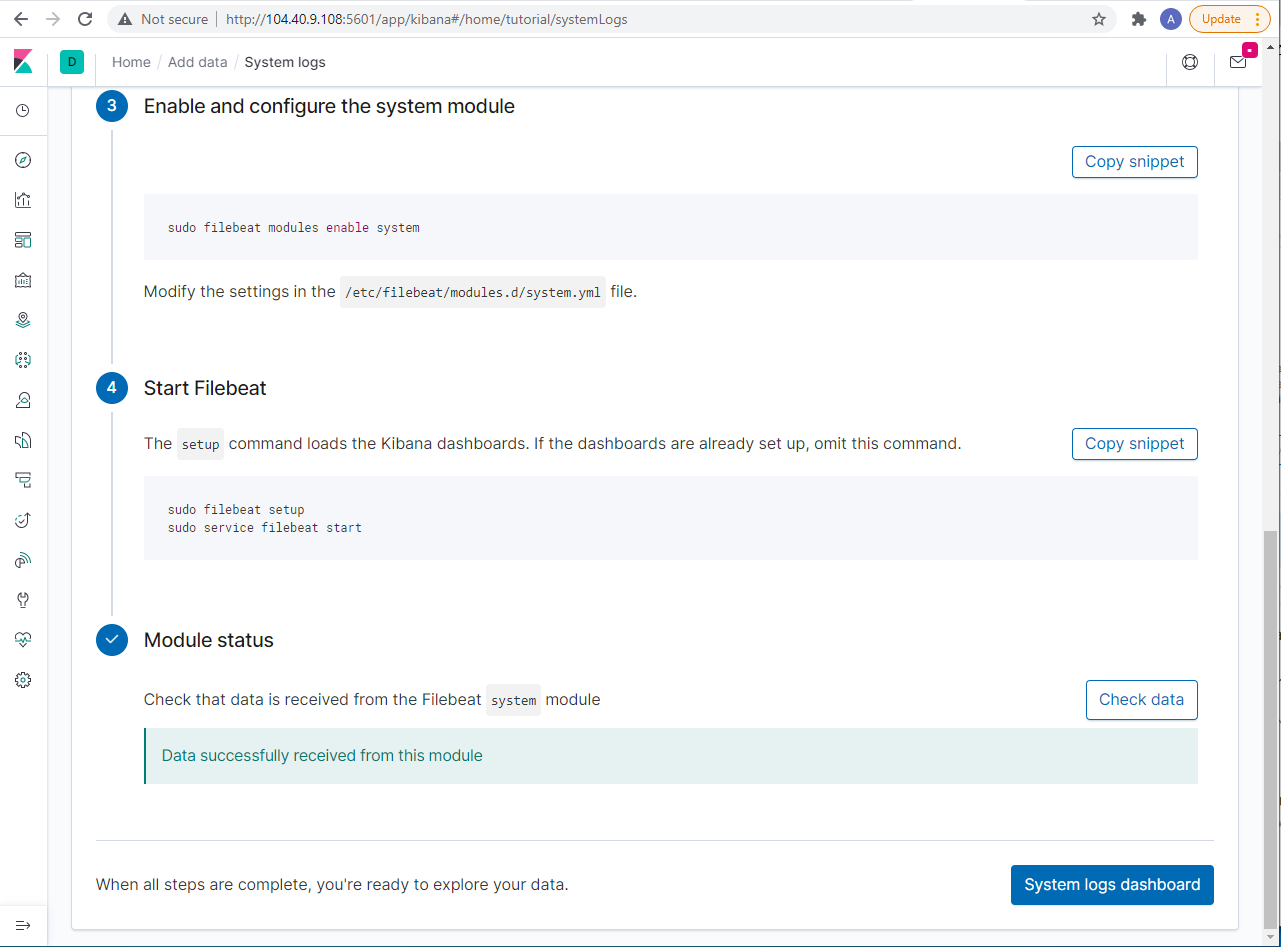 Not secure
http://104.40.9.108:5601/app/kibana#/home/tutorial/systemLogs
A
Update
D
Home / Add data / System logs
3 Enable and configure the system module
Copy snippet
sudo filebeat modules enable system
Modify the settings in the /etc/filebeat/modules.d/system.yml file.
4 Start Filebeat
The setup command loads the Kibana dashboards. If the dashboards are already set up, omit this command.
Copy snippet
sudo filebeat setup
sudo service filebeat start
Module status
Check that data is received from the Filebeat system module
Check data
Data successfully received from this module
When all steps are complete, you're ready to explore your data.
System logs dashboard